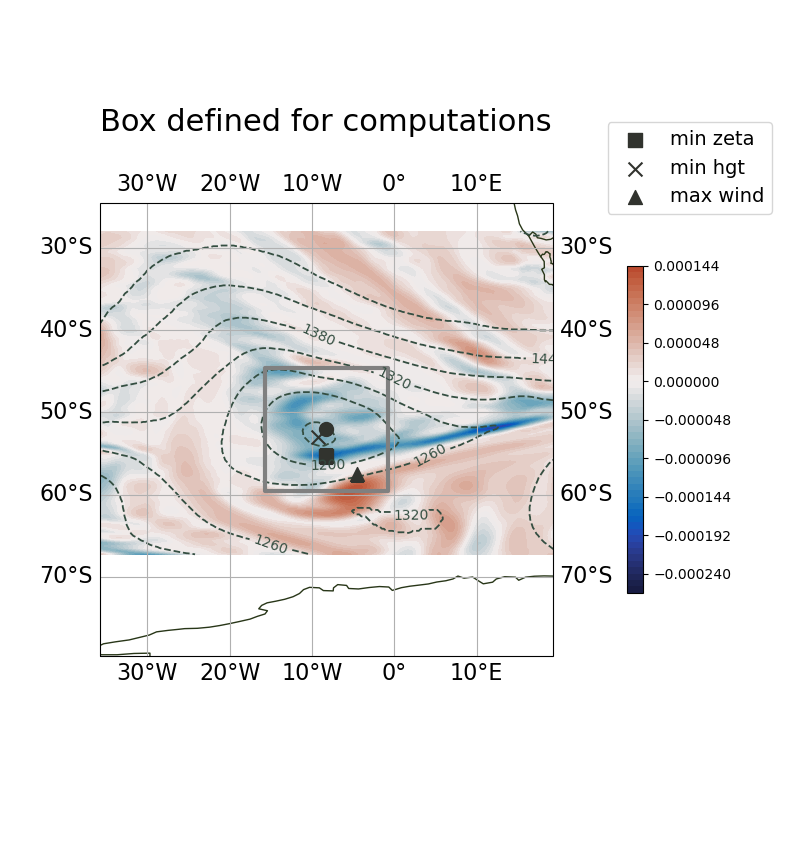 Box defined for computations
min zeta
min hgt
max wind
30°W 20°W 10°W 0° 10°E
30°S 30°S
40°S 40°S
50°S 50°S
60°S 60°S
70°S 70°S
1380
144
1320
1260
1200
1320
1260
30°W 20°W 10°W 0° 10°E
0.000144
0.000096
0.000048
0.000000
−0.000048
−0.000096
−0.000144
−0.000192
−0.000240